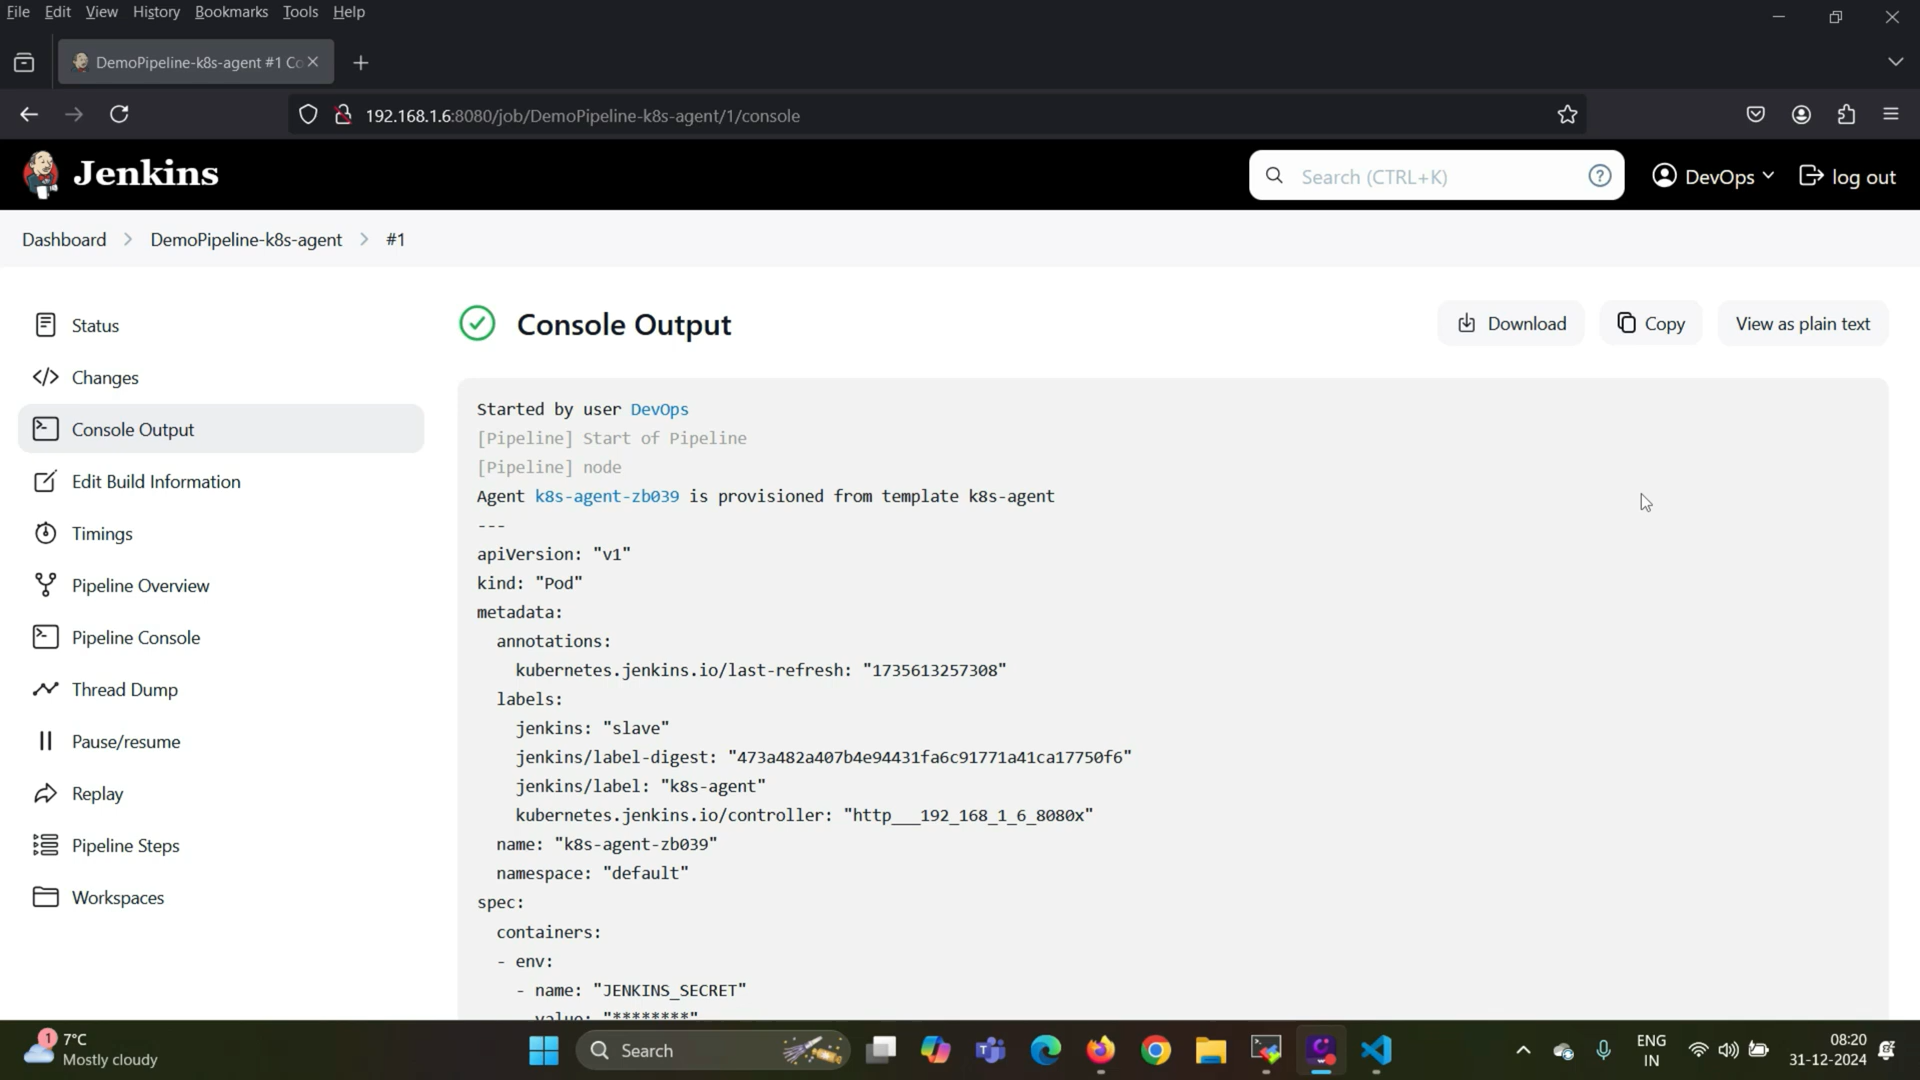 File Edit View History Bookmarks Tools Help
DemoPipeline-k8s-agent #1 Co
192.168.1.6:8080/job/DemoPipeline-k8s-agent/1/console
Jenkins
Search (CTRL+K)
?
DevOps
log out
Dashboard > DemoPipeline-k8s-agent > #1
Status
Changes
Console Output
Edit Build Information
Timings
Pipeline Overview
Pipeline Console
Thread Dump
Pause/resume
Replay
Pipeline Steps
Workspaces
Console Output
Download
Copy
View as plain text
Started by user DevOps
[Pipeline] Start of Pipeline
[Pipeline] node
Agent k8s-agent-zb039 is provisioned from template k8s-agent
---
apiVersion: "v1"
kind: "Pod"
metadata:
  annotations:
    kubernetes.jenkins.io/last-refresh: "1735613257308"
  labels:
    jenkins: "slave"
    jenkins/label-digest: "473a482a407b4e94431fa6c91771a41ca17750f6"
    jenkins/label: "k8s-agent"
    kubernetes.jenkins.io/controller: "http___192_168_1_6_8080x"
  name: "k8s-agent-zb039"
  namespace: "default"
spec:
  containers:
  - env:
    - name: "JENKINS_SECRET"
      value: "********"
1
7°C
Mostly cloudy
Search
ENG
IN
08:20
31-12-2024